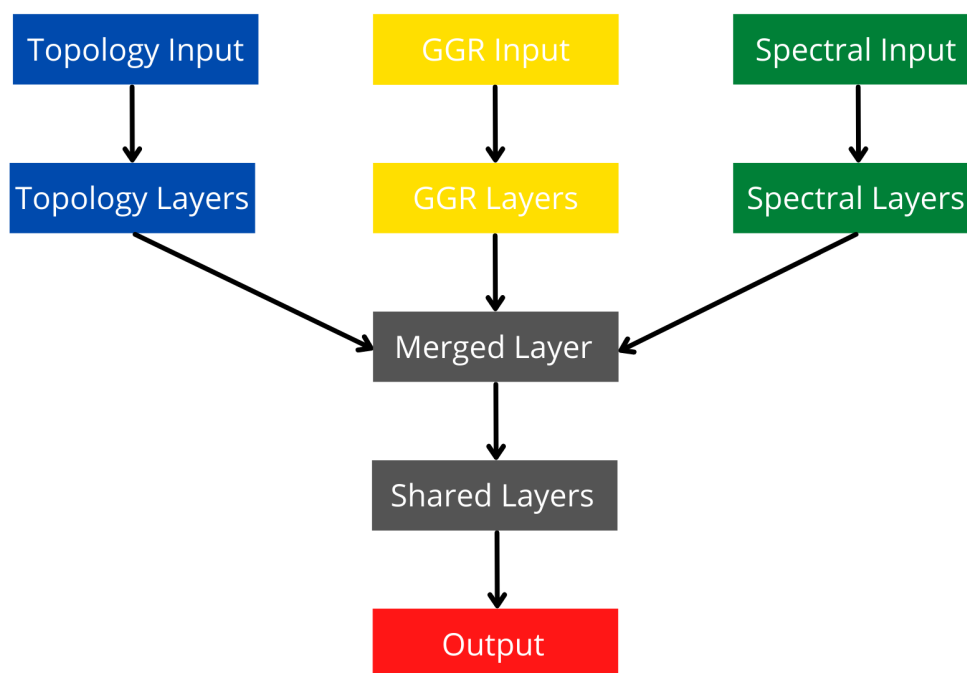 Topology Input
GGR Input
Spectral Input
Topology Layers
GGR Layers
Spectral Layers
Merged Layer
Shared Layers
Output